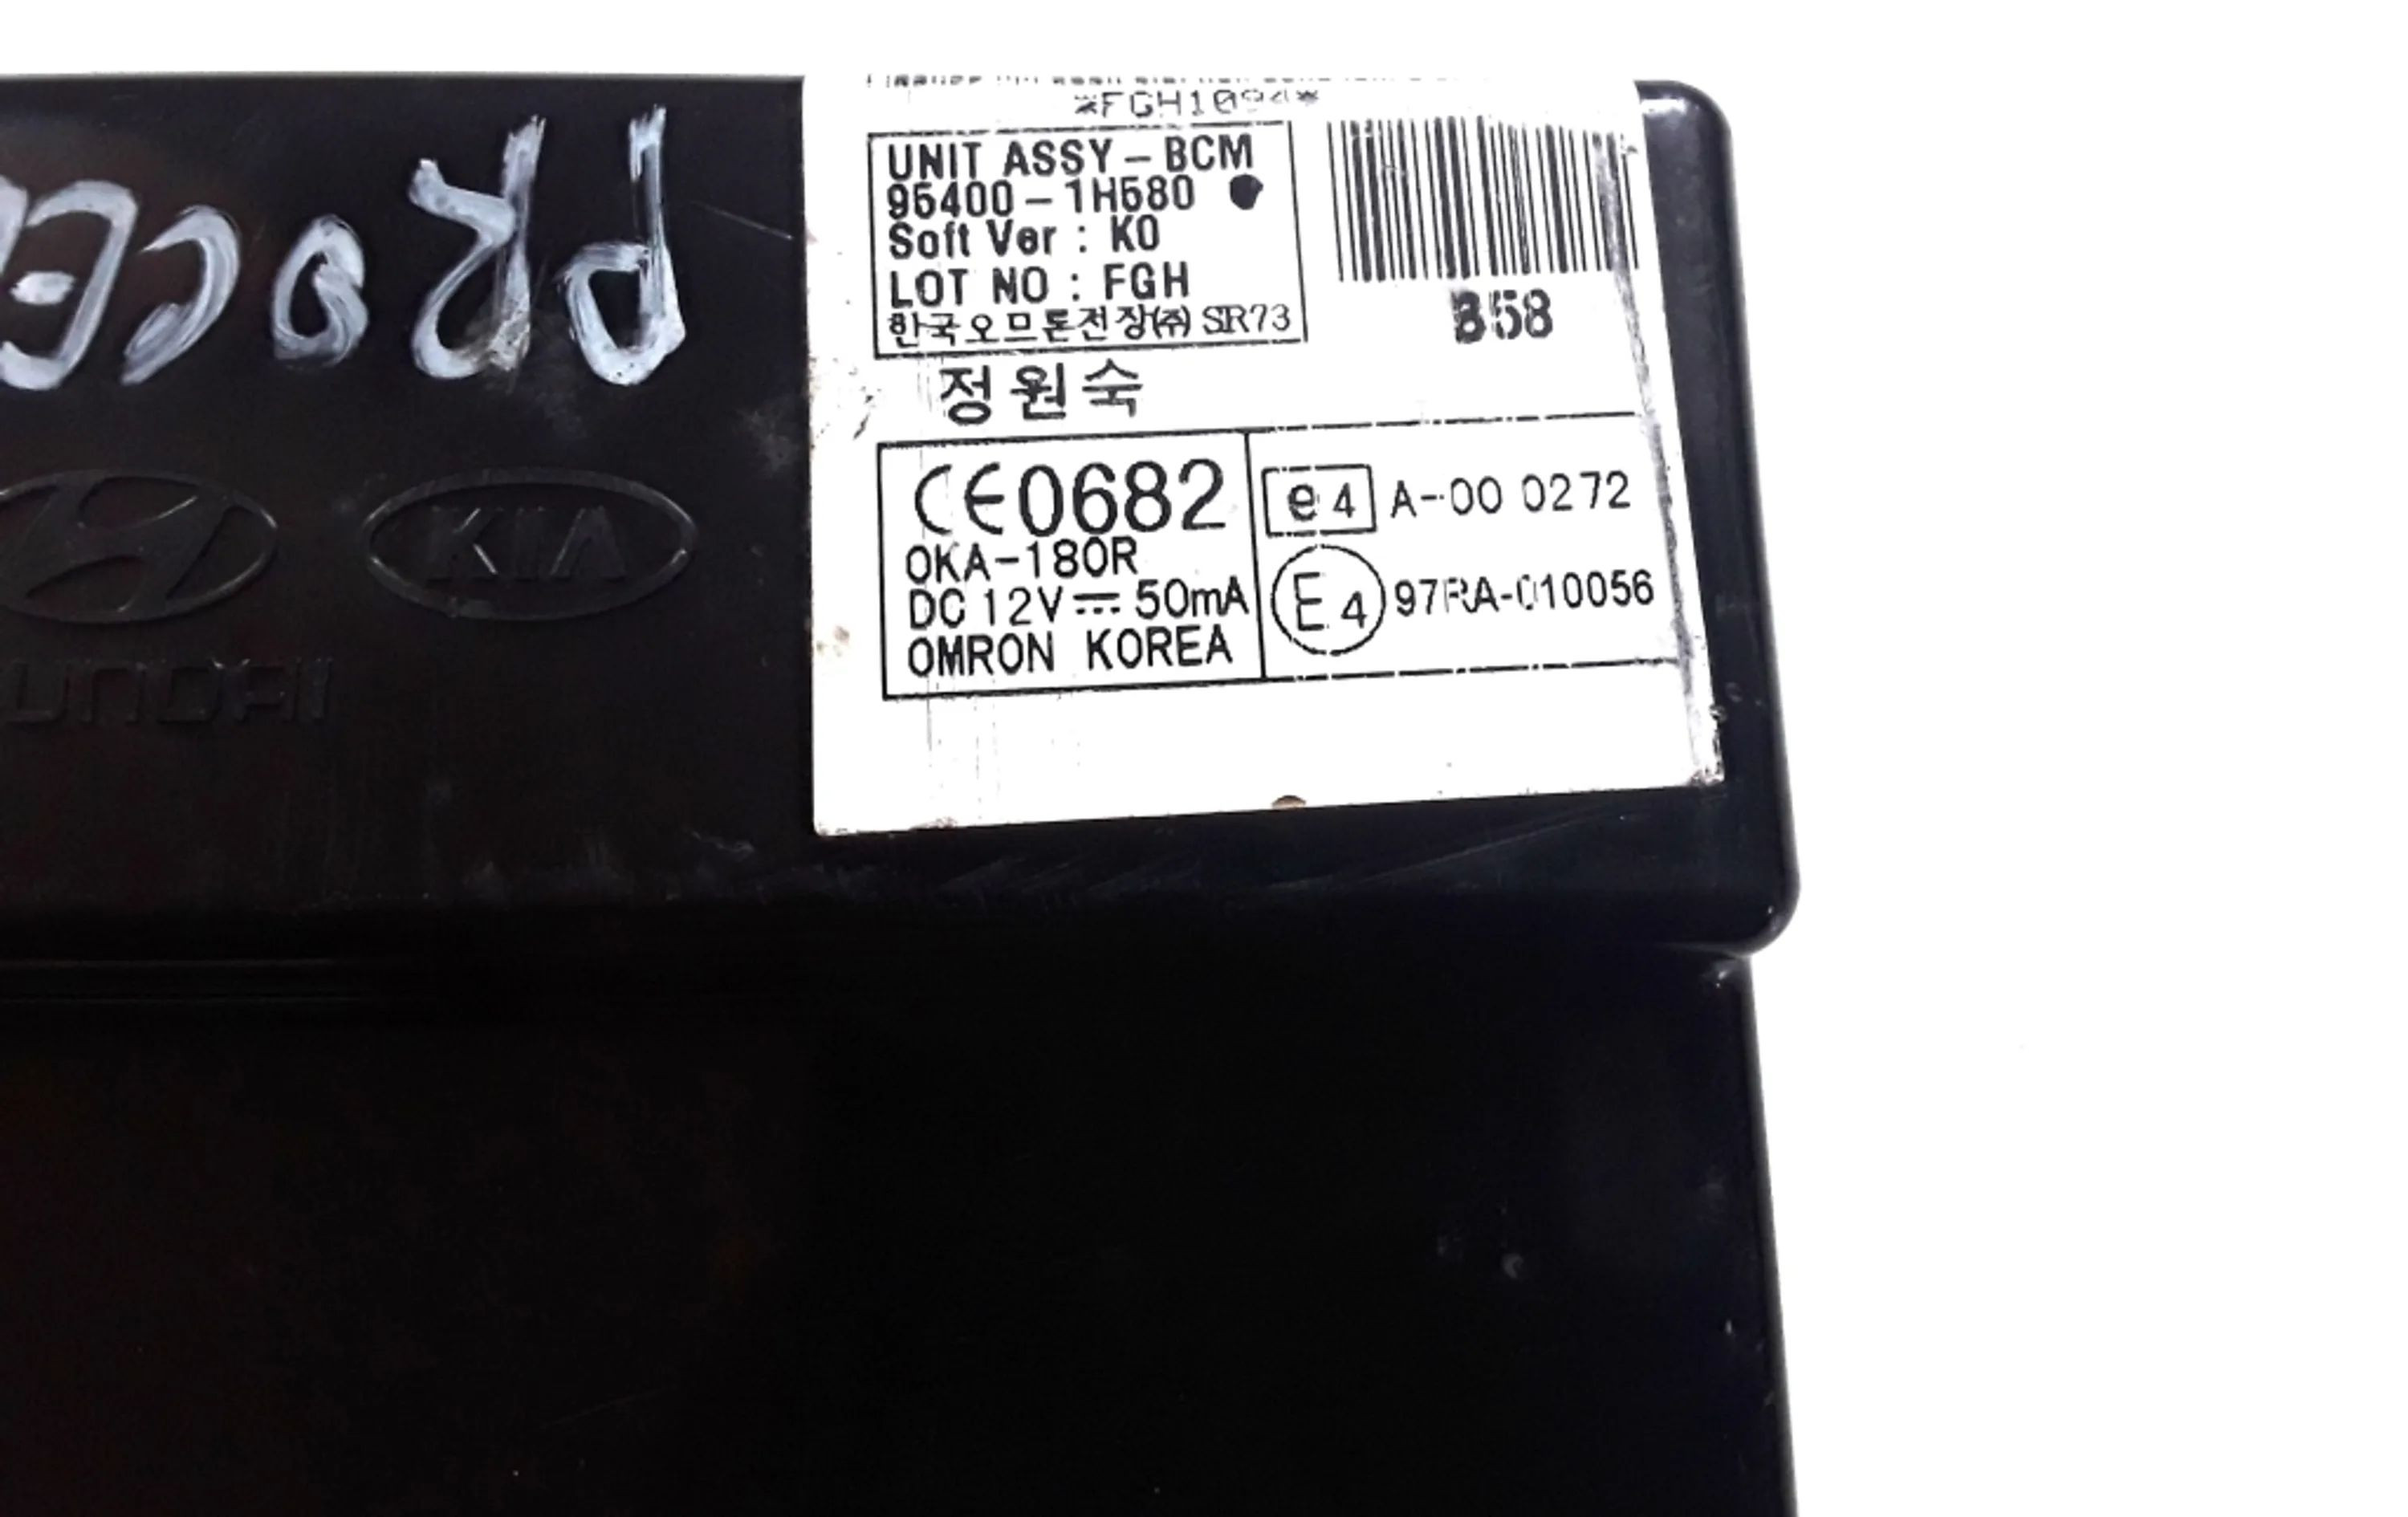 *FGH1094*
UNIT ASSY - BCM
95400 - 1H580
Soft Ver : K0
LOT NO : FGH
한국오므론전장㈜ SR73
B58
정원숙
CE0682
OKA-180R
DC 12V 50mA
OMRON KOREA
e4 A-00 0272
E4 97RA-010056
PROCE
KIA
HYUNDAI